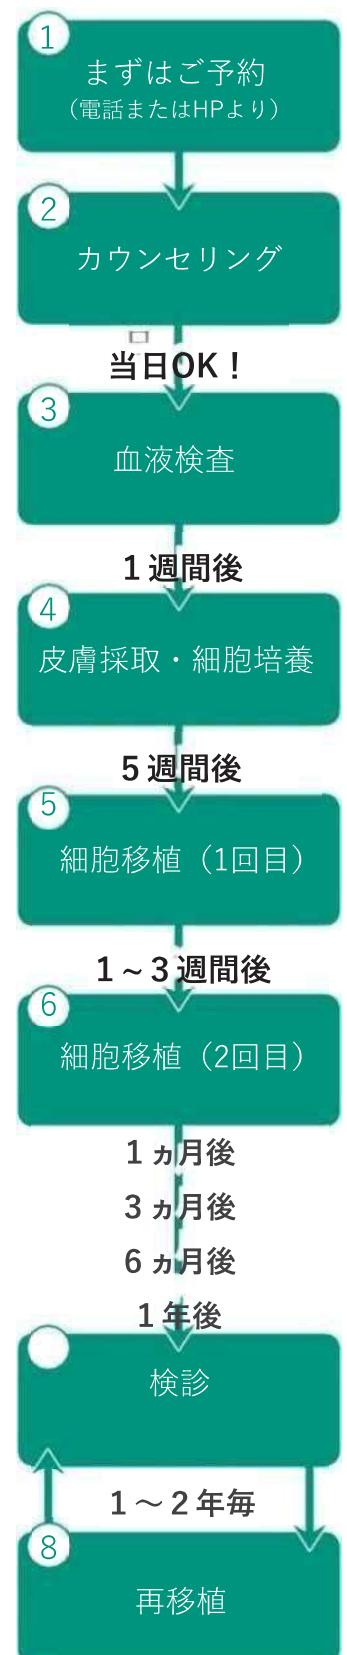 1
まずはご予約
（電話またはHPより）
2
カウンセリング
当日OK！
3
血液検査
1週間後
4
皮膚採取・細胞培養
5週間後
5
細胞移植（1回目）
1～3週間後
6
細胞移植（2回目）
1ヵ月後
3ヵ月後
6ヵ月後
1年後
検診
1～2年毎
8
再移植